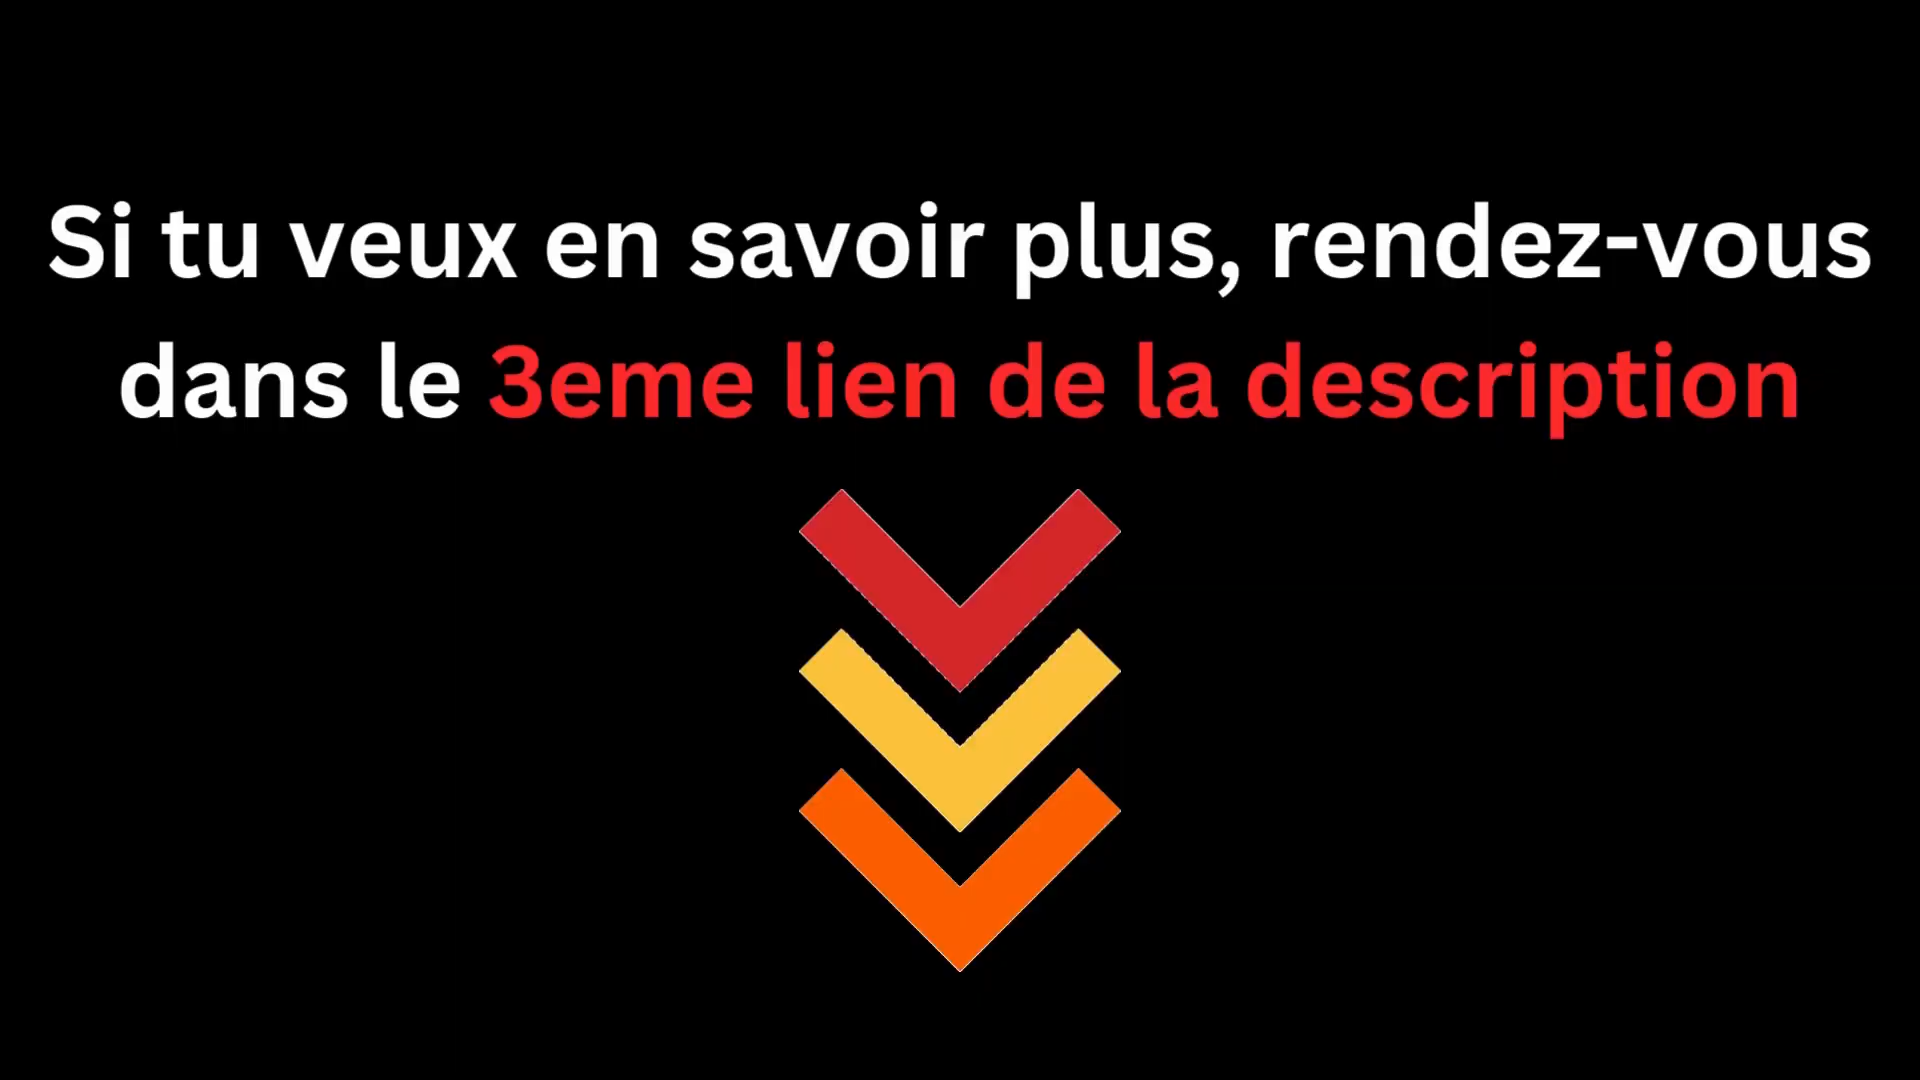 Si tu veux en savoir plus, rendez-vous
dans le 3eme lien de la description